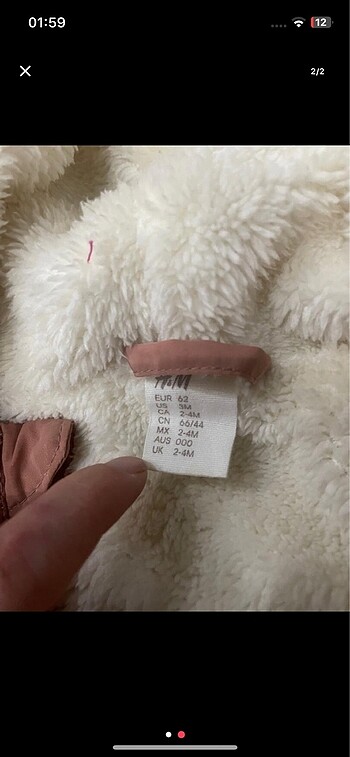 01:59
12
2/2
H&M
EUR 62
US 3M
CA 2-4M
CN 66/44
MX 2-4M
AUS 000
UK 2-4M